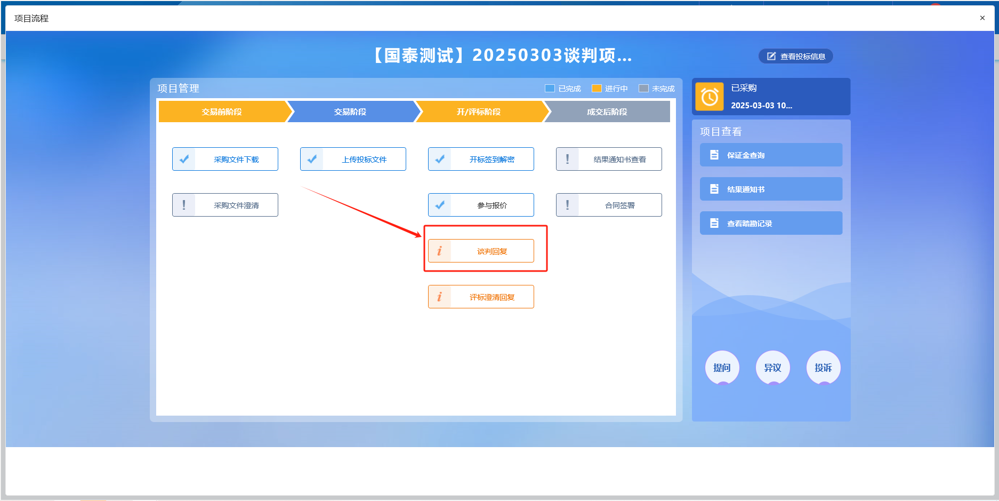 项目流程
×
【国泰测试】20250303谈判项...
查看投标信息
项目管理
已完成
进行中
未完成
交易前阶段
交易阶段
开/评标阶段
成交后阶段
采购文件下载
上传投标文件
开标签到解密
! 结果通知书查看
! 采购文件澄清
参与报价
! 合同签署
i 谈判回复
i 评标澄清回复
已采购
2025-03-03 10...
项目查看
保证金查询
结果通知书
查看踏勘记录
提问
异议
投诉